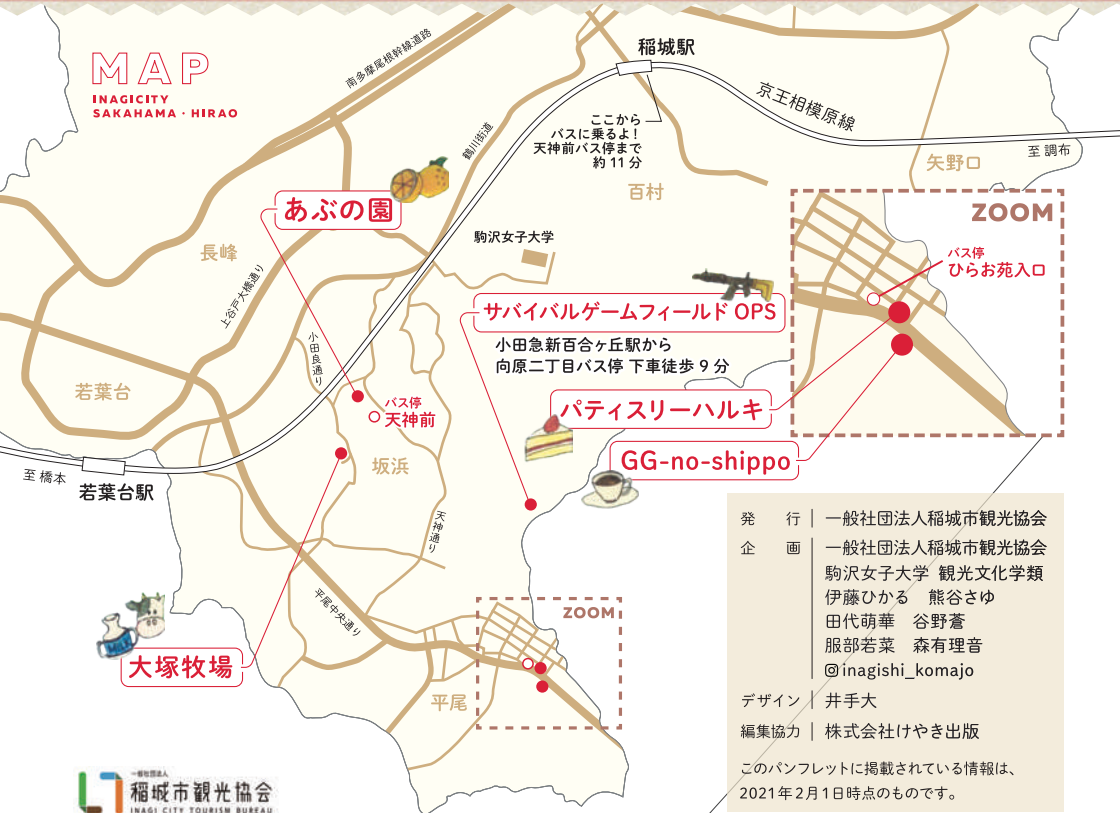 MAP
INAGICITY
SAKAHAMA・HIRAO
南多摩尾根幹線道路
稲城駅
京王相模原線
ここから
バスに乗るよ!
天神前バス停まで
約11分
鶴川街道
至 調布
矢野口
百村
あぶの園
長峰
上谷戸大橋通り
駒沢女子大学
ZOOM
バス停
ひらお苑入口
サバイバルゲームフィールド OPS
小田急新百合ヶ丘駅から
向原二丁目バス停 下車徒歩 9 分
小田良通り
若葉台
バス停
天神前
パティスリーハルキ
坂浜
GG-no-shippo
至 橋本
若葉台駅
天神通り
平尾中央通り
MILK
大塚牧場
ZOOM
平尾
発 行 一般社団法人稲城市観光協会
企 画 一般社団法人稲城市観光協会
駒沢女子大学 観光文化学類
伊藤ひかる 熊谷さゆ
田代萌華 谷野蒼
服部若菜 森有理音
inagishi_komajo
デザイン 井手大
編集協力 株式会社けやき出版
このパンフレットに掲載されている情報は、
2021年2月1日時点のものです。
一般社団法人
稲城市観光協会
INAGI CITY TOURISM BUREAU